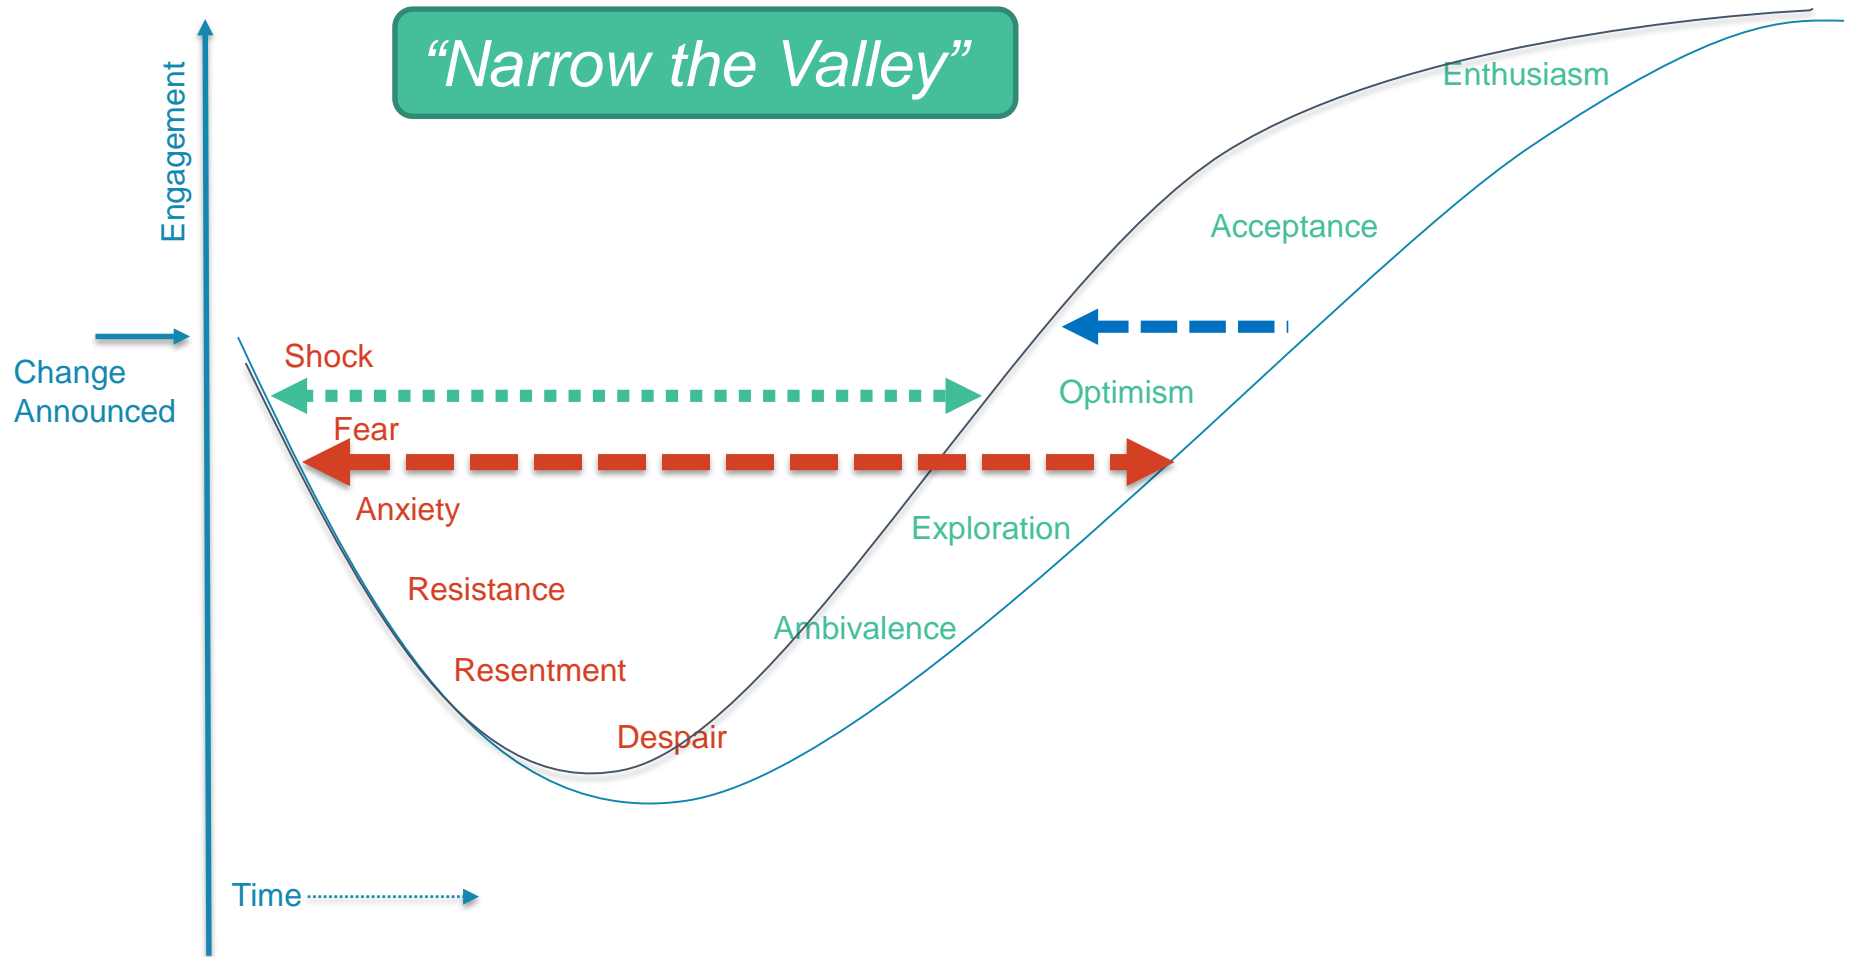 “Narrow the Valley”
Engagement
Enthusiasm
Acceptance
Change
Announced
Shock
Optimism
Fear
Anxiety
Exploration
Resistance
Ambivalence
Resentment
Despair
Time